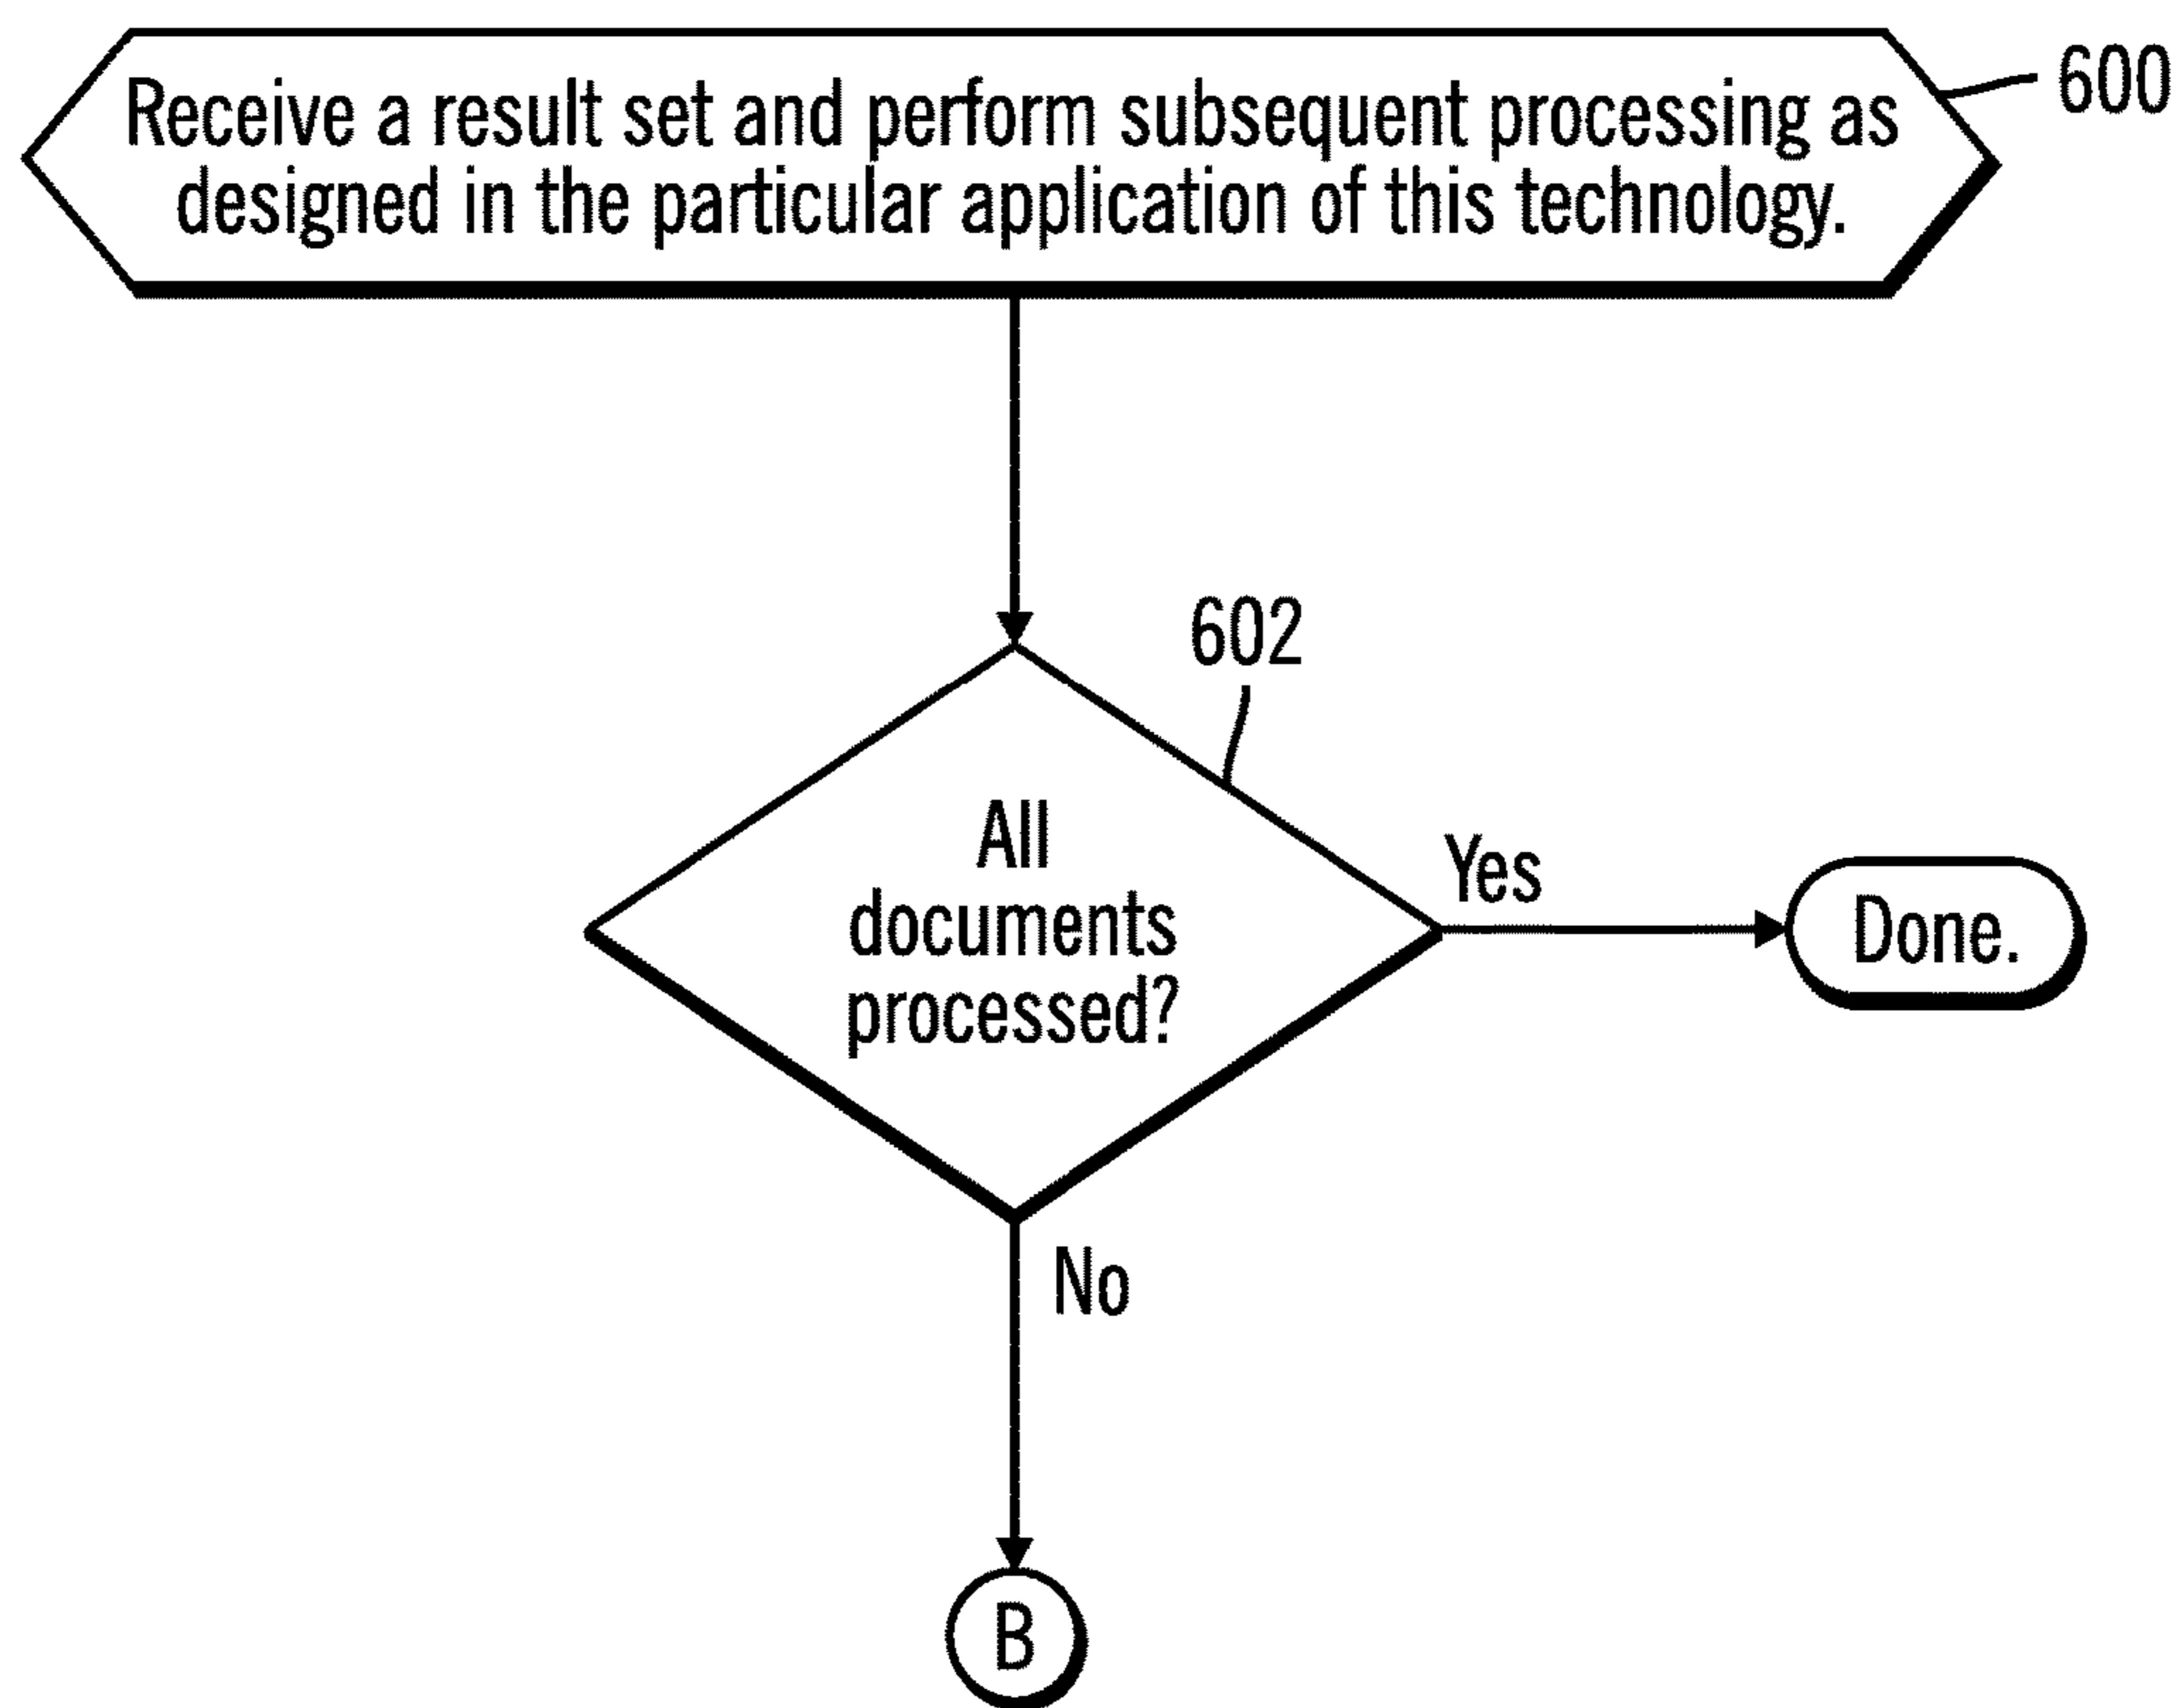 Receive a result set and perform subsequent processing as
designed in the particular application of this technology.
600
602
All
documents
processed?
Yes
Done.
No
B